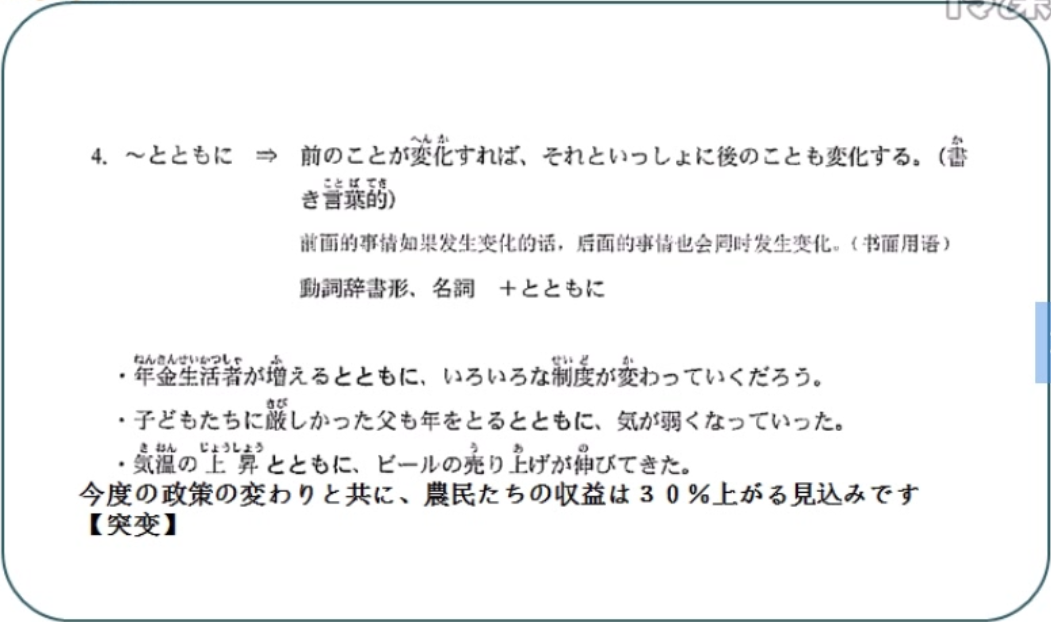 4. ～とともに ⇒ 前のことが変化すれば、それといっしょに後のことも変化する。(書
き言葉的)
前面的事情如果发生变化的话，后面的事情也会同时发生变化。（书面用语）
動詞辞書形、名詞 ＋とともに
・年金生活者が増えるとともに、いろいろな制度が変わっていくだろう。
・子どもたちに厳しかった父も年をとるとともに、気が弱くなっていった。
・気温の上昇とともに、ビールの売り上げが伸びてきた。
今度の政策の変わりと共に、農民たちの収益は３０％上がる見込みです
【突变】